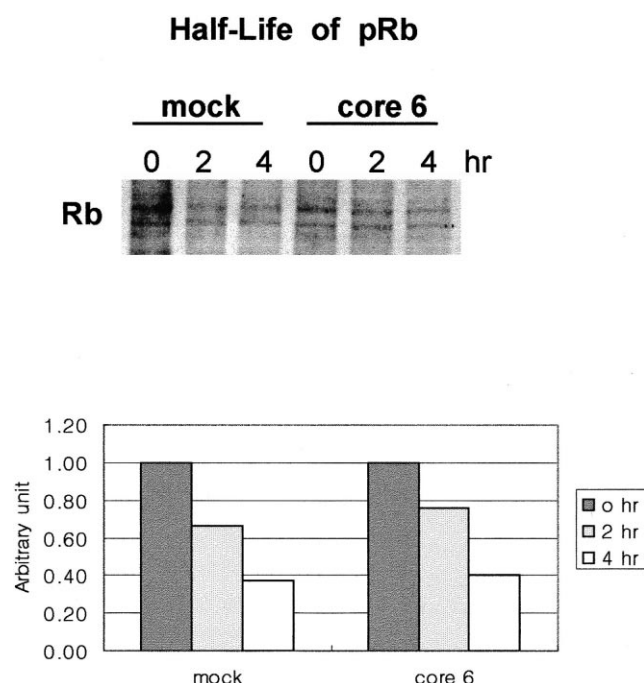 Half-Life of pRb
mock core 6
0 2 4 0 2 4 hr
Rb
1.20
1.00
0.80
0.60
0.40
0.20
0.00
Arbitrary unit
mock core 6
o hr
2 hr
4 hr